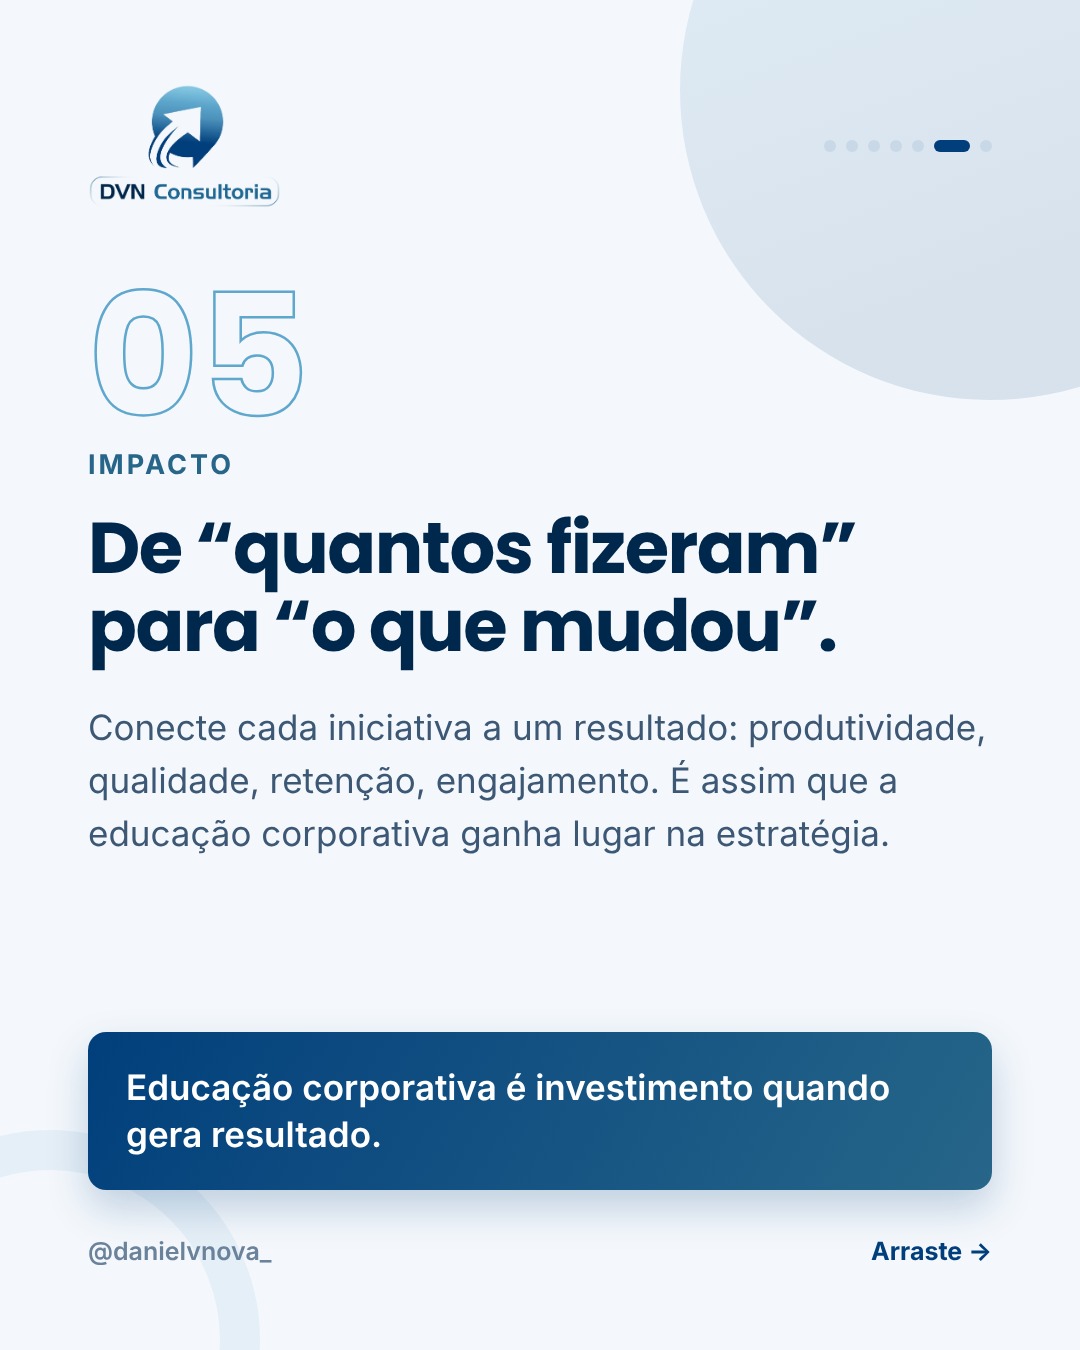 DVN Consultoria
05
IMPACTO
De “quantos fizeram”
para “o que mudou”.
Conecte cada iniciativa a um resultado: produtividade,
qualidade, retenção, engajamento. É assim que a
educação corporativa ganha lugar na estratégia.
Educação corporativa é investimento quando
gera resultado.
@danielvnova_
Arraste →